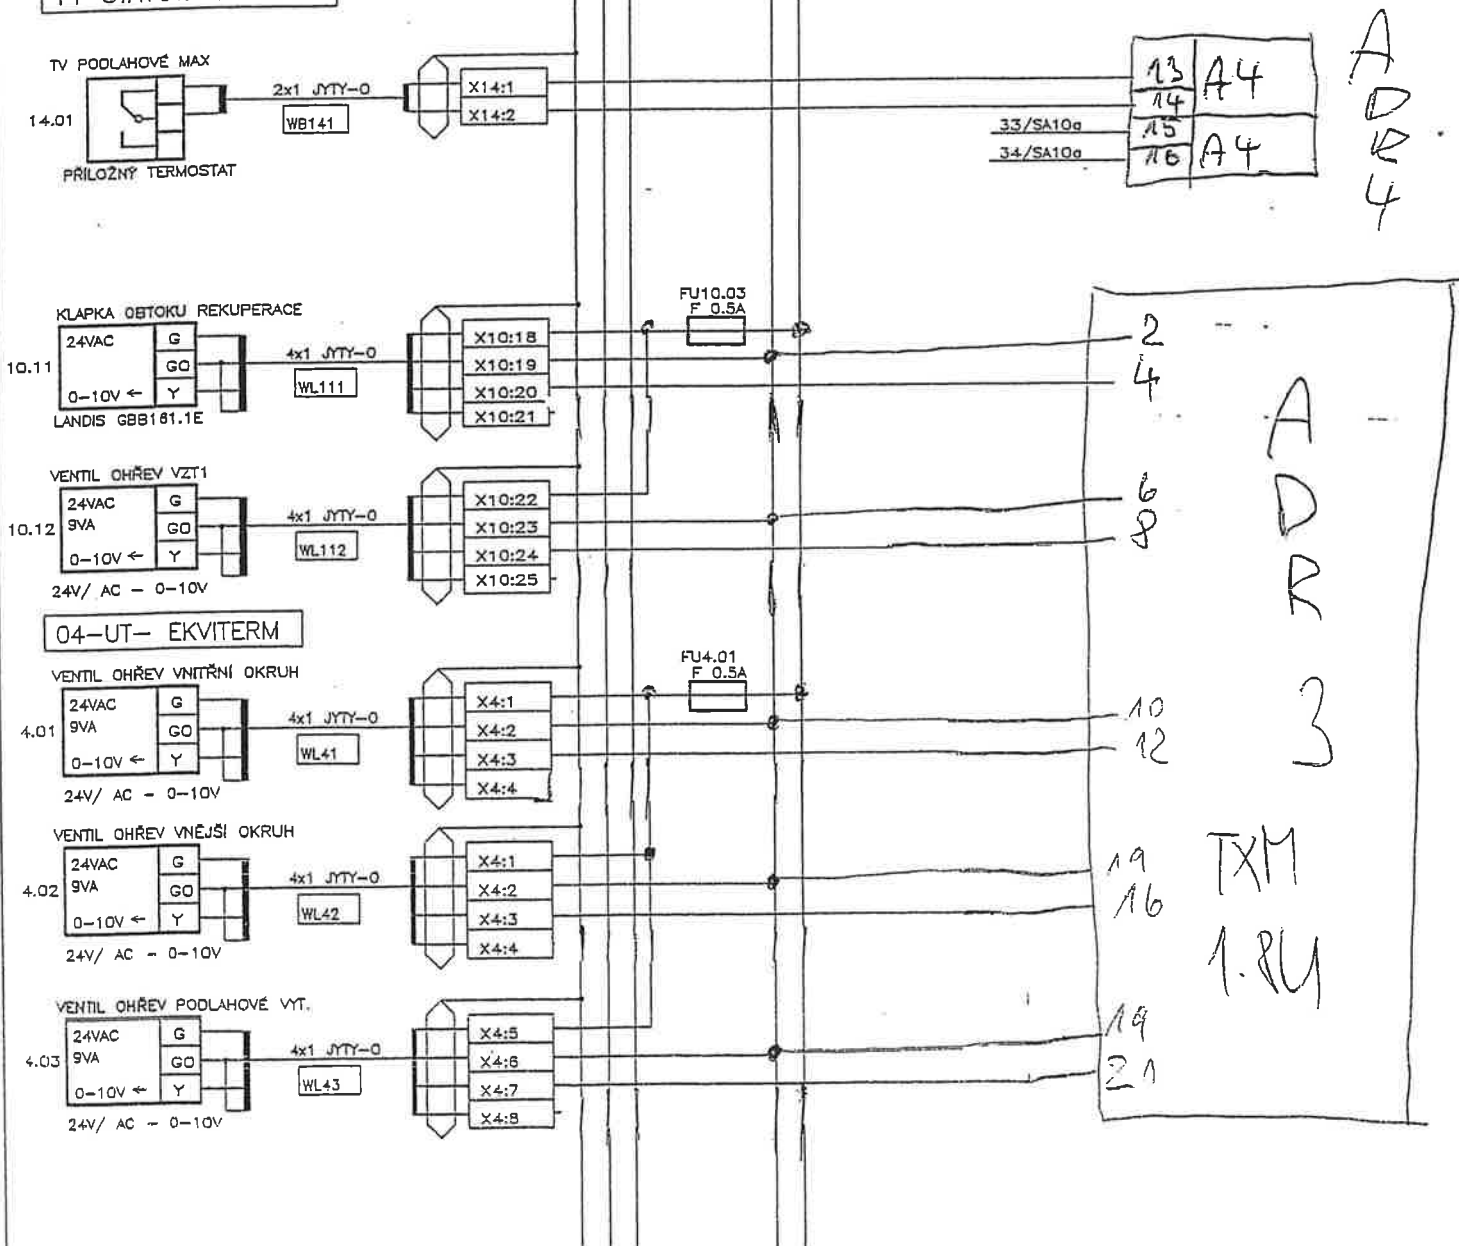 TV PODLAHOVÉ MAX
14.01
2x1 JYTY-O
WB141
X14:1
X14:2
PŘÍLOŽNÝ TERMOSTAT
33/SA10a
34/SA10a
13
14
15
16
A4
A4
A
D
R
4
KLAPKA OBTOKU REKUPERACE
10.11
24VAC
G
GO
0-10V ← Y
LANDIS GBB161.1E
4x1 JYTY-O
WL111
X10:18
X10:19
X10:20
X10:21
FU10.03
F 0.5A
2
4
VENTIL OHŘEV VZT1
10.12
24VAC
9VA
G
GO
0-10V ← Y
24V/ AC - 0-10V
4x1 JYTY-O
WL112
X10:22
X10:23
X10:24
X10:25
6
8
04-UT- EKVITERM
VENTIL OHŘEV VNITŘNÍ OKRUH
4.01
24VAC
9VA
G
GO
0-10V ← Y
24V/ AC - 0-10V
4x1 JYTY-O
WL41
X4:1
X4:2
X4:3
X4:4
FU4.01
F 0.5A
10
12
VENTIL OHŘEV VNĚJŠÍ OKRUH
4.02
24VAC
9VA
G
GO
0-10V ← Y
24V/ AC - 0-10V
4x1 JYTY-O
WL42
X4:1
X4:2
X4:3
X4:4
19
16
VENTIL OHŘEV PODLAHOVÉ VYT.
4.03
24VAC
9VA
G
GO
0-10V ← Y
24V/ AC - 0-10V
4x1 JYTY-O
WL43
X4:5
X4:6
X4:7
X4:8
19
21
A
D
R
3
TXM
1.8U